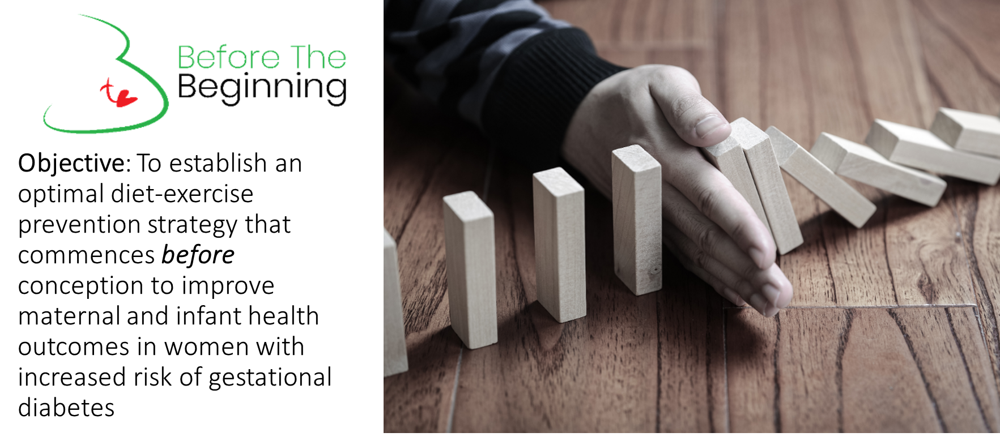 Before The
Beginning
Objective: To establish an
optimal diet-exercise
prevention strategy that
commences before
conception to improve
maternal and infant health
outcomes in women with
increased risk of gestational
diabetes